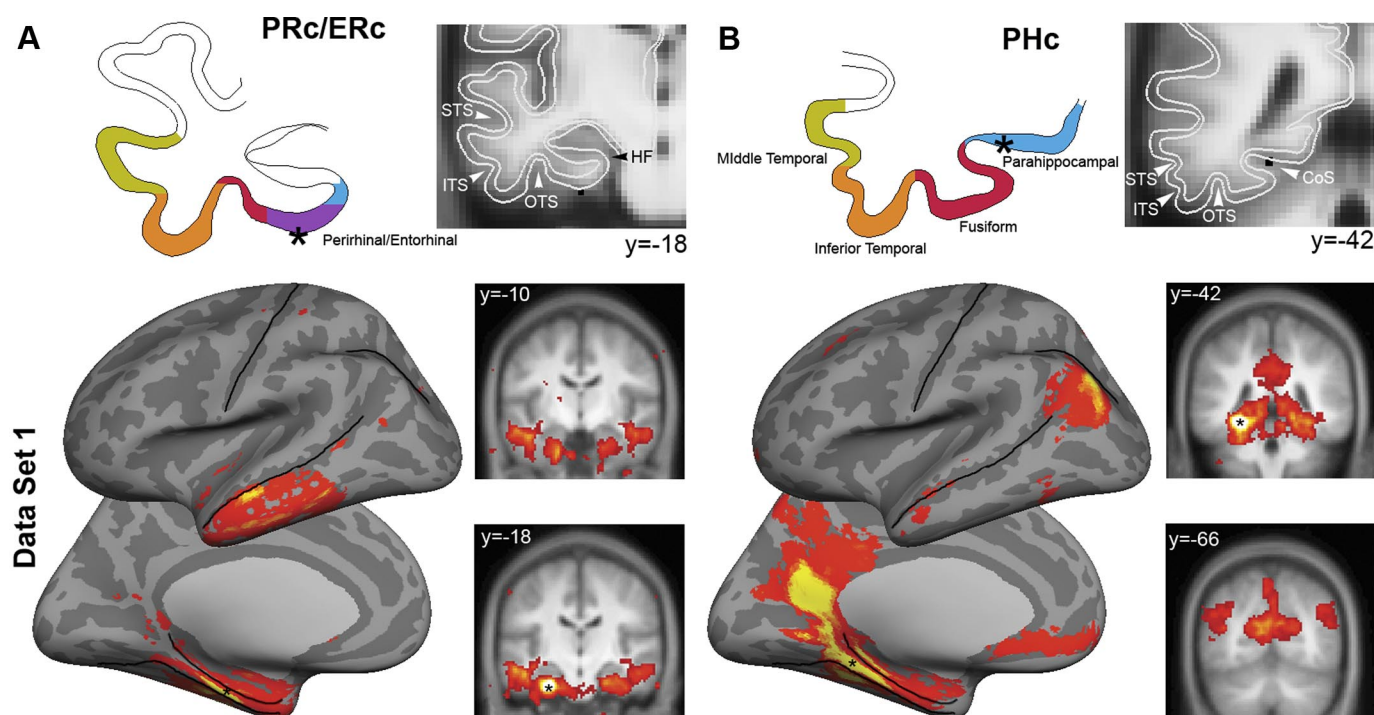 A
PRc/ERc
STS
HF
ITS
OTS
Perirhinal/Entorhinal
y=-18
B
PHc
MIddle Temporal
*
Parahippocampal
Inferior Temporal
Fusiform
STS
ITS
OTS
CoS
y=-42
*
Data Set 1
y=-10
y=-18
*
*
y=-42
*
y=-66
*